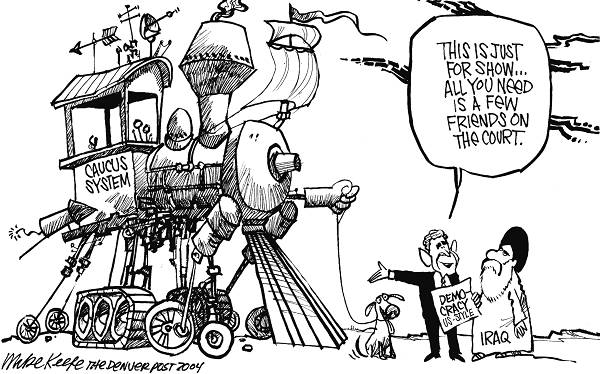 THIS IS JUST
FOR SHOW...
ALL YOU NEED
IS A FEW
FRIENDS ON
THE COURT.
CAUCUS
SYSTEM
DEMO-
CRACY
US-STYLE
IRAQ
MIKE KEEFE THE DENVER POST 2004